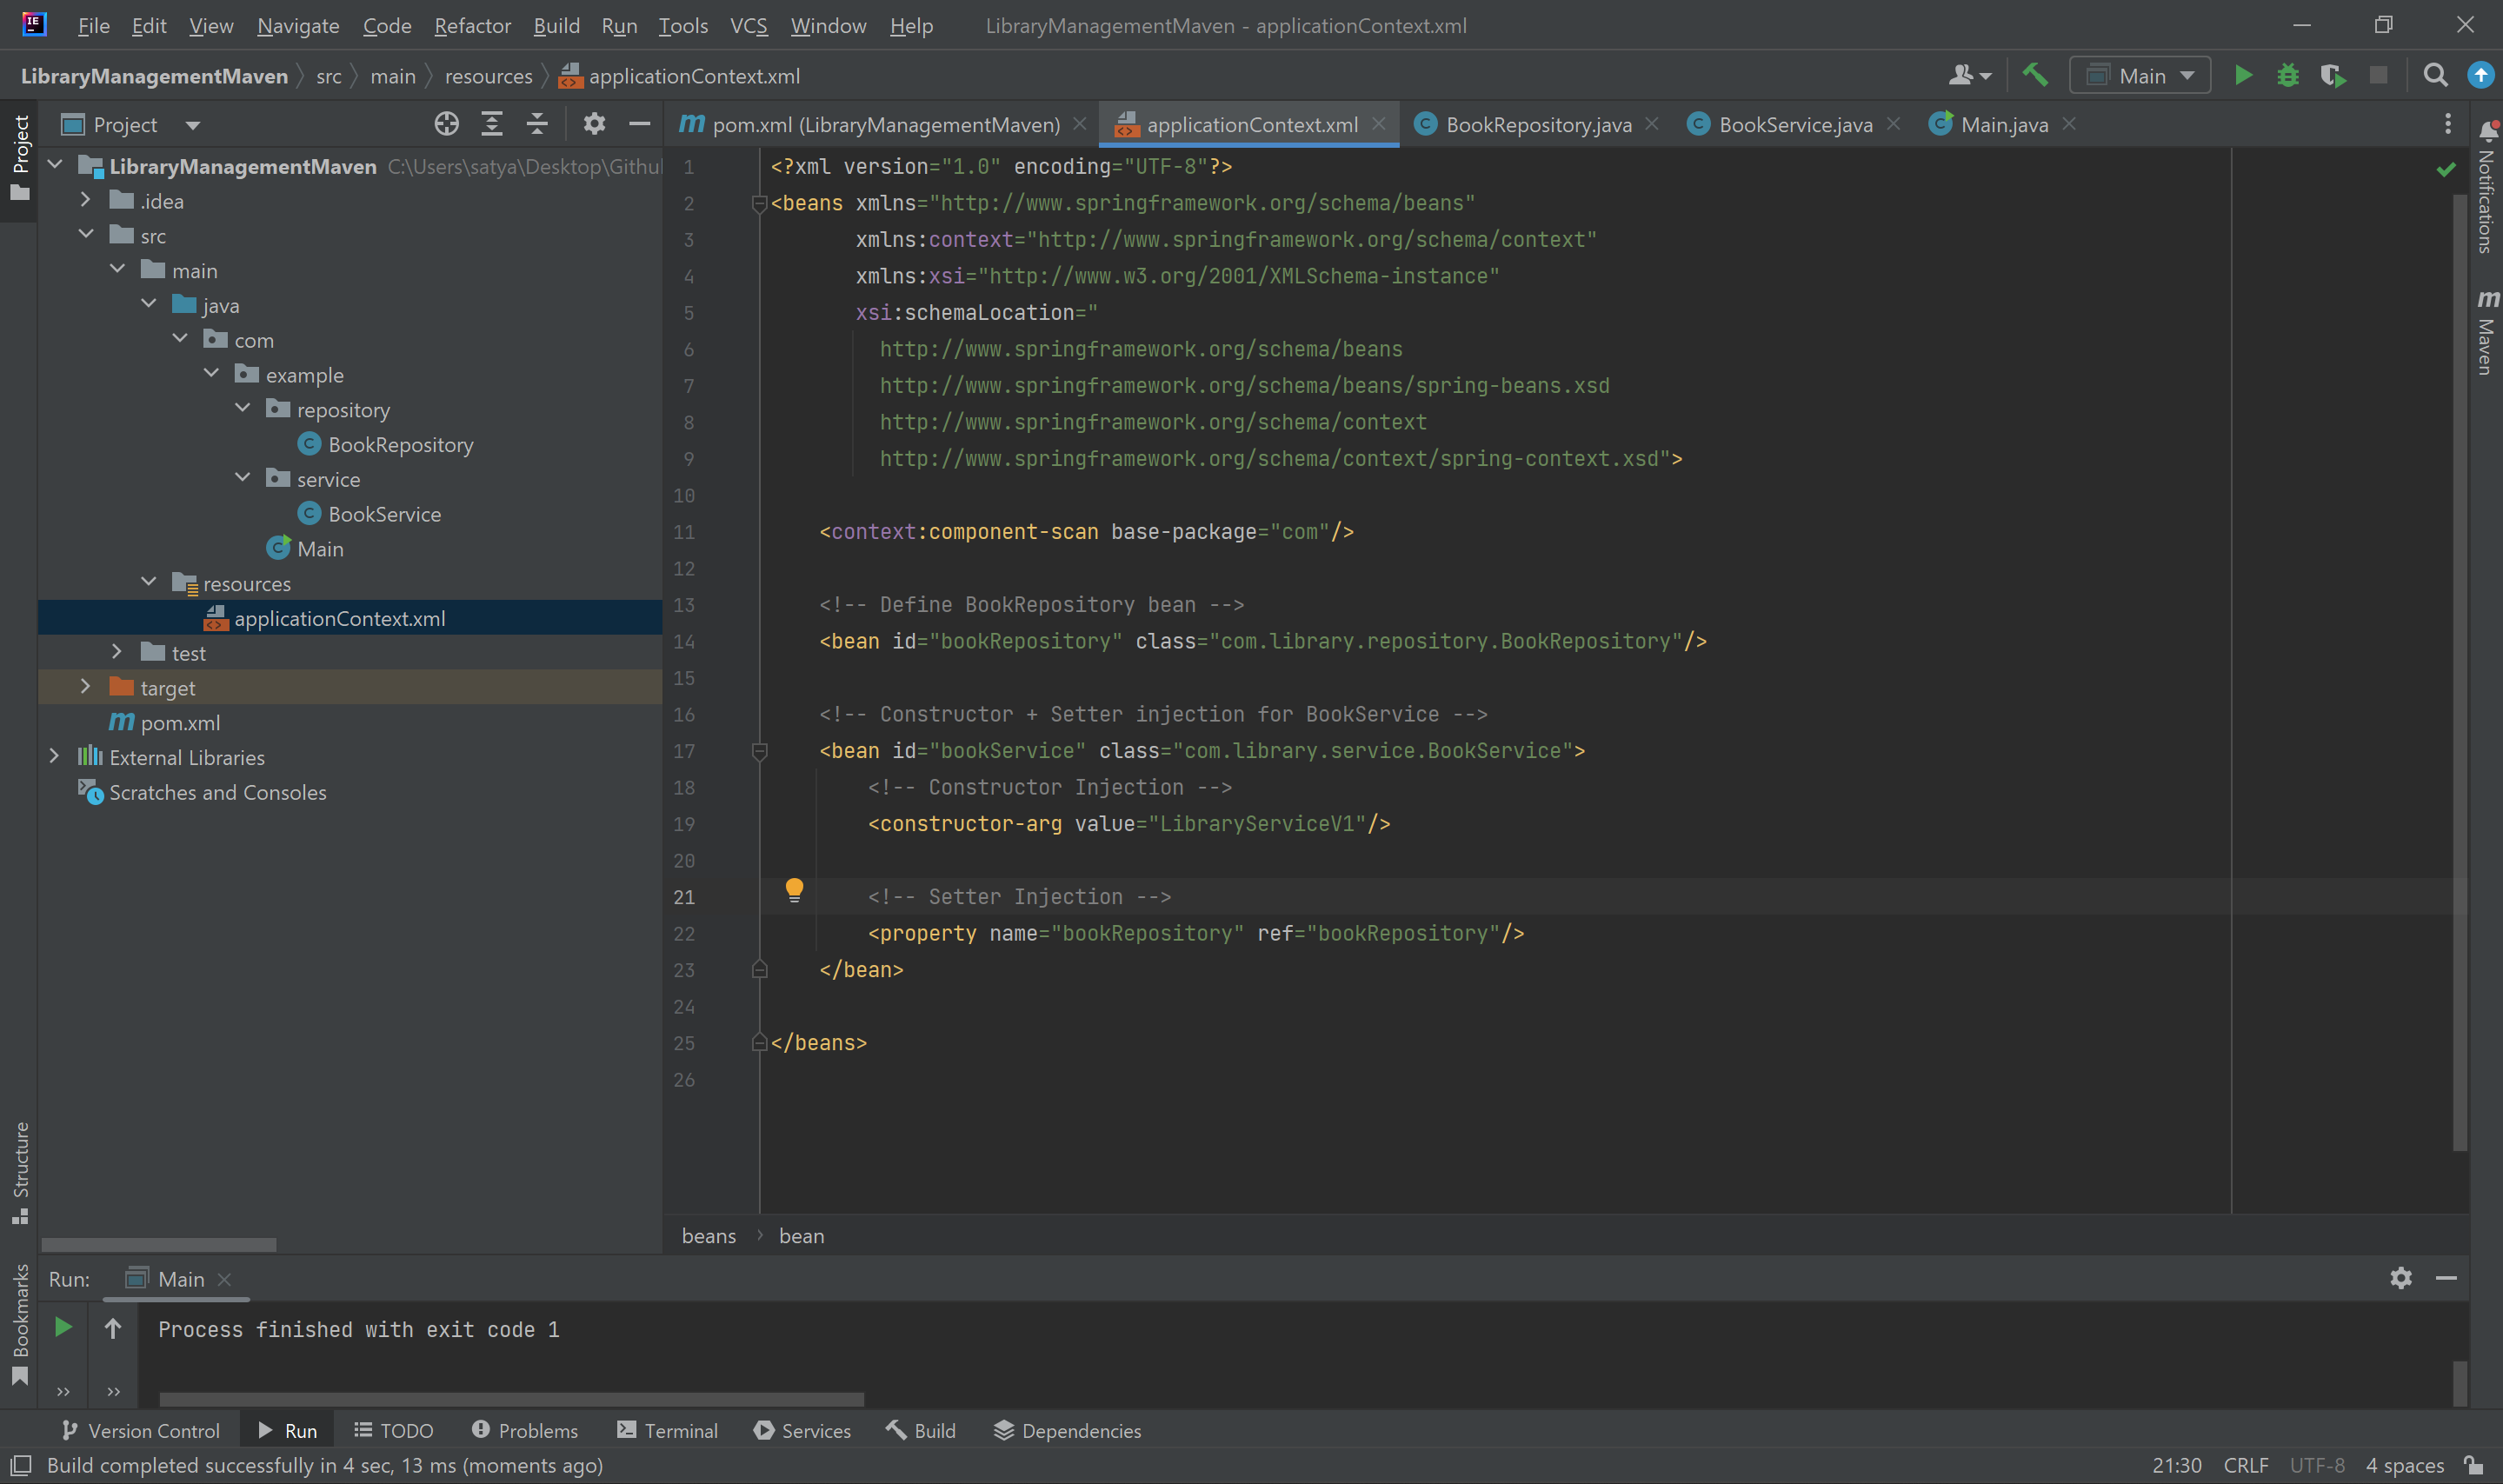 File Edit View Navigate Code Refactor Build Run Tools VCS Window Help LibraryManagementMaven - applicationContext.xml
LibraryManagementMaven src main resources applicationContext.xml Main
Project
Project
pom.xml (LibraryManagementMaven) applicationContext.xml BookRepository.java BookService.java Main.java
LibraryManagementMaven C:\Users\satya\Desktop\Githu
.idea
src
main
java
com
example
repository
BookRepository
service
BookService
Main
resources
applicationContext.xml
test
target
pom.xml
External Libraries
Scratches and Consoles
1 <?xml version="1.0" encoding="UTF-8"?>
2 <beans xmlns="http://www.springframework.org/schema/beans"
3 xmlns:context="http://www.springframework.org/schema/context"
4 xmlns:xsi="http://www.w3.org/2001/XMLSchema-instance"
5 xsi:schemaLocation="
6 http://www.springframework.org/schema/beans
7 http://www.springframework.org/schema/beans/spring-beans.xsd
8 http://www.springframework.org/schema/context
9 http://www.springframework.org/schema/context/spring-context.xsd">
10
11 <context:component-scan base-package="com"/>
12
13 <!-- Define BookRepository bean -->
14 <bean id="bookRepository" class="com.library.repository.BookRepository"/>
15
16 <!-- Constructor + Setter injection for BookService -->
17 <bean id="bookService" class="com.library.service.BookService">
18 <!-- Constructor Injection -->
19 <constructor-arg value="LibraryServiceV1"/>
20
21 <!-- Setter Injection -->
22 <property name="bookRepository" ref="bookRepository"/>
23 </bean>
24
25 </beans>
26
beans bean
Notifications
Maven
Structure
Bookmarks
Run: Main
Process finished with exit code 1
Version Control Run TODO Problems Terminal Services Build Dependencies
Build completed successfully in 4 sec, 13 ms (moments ago) 21:30 CRLF UTF-8 4 spaces